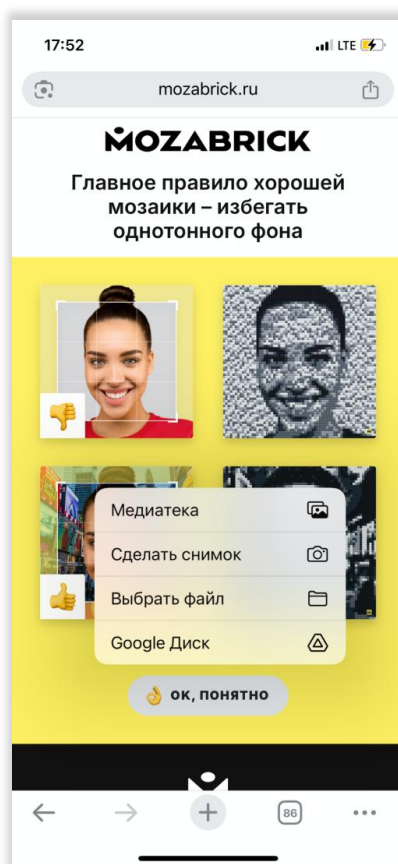 17:52
LTE
mozabrick.ru
MOZABRICK
Главное правило хорошей
мозаики – избегать
однотонного фона
Медиатека
Сделать снимок
Выбрать файл
Google Диск
👌 ок, понятно
86